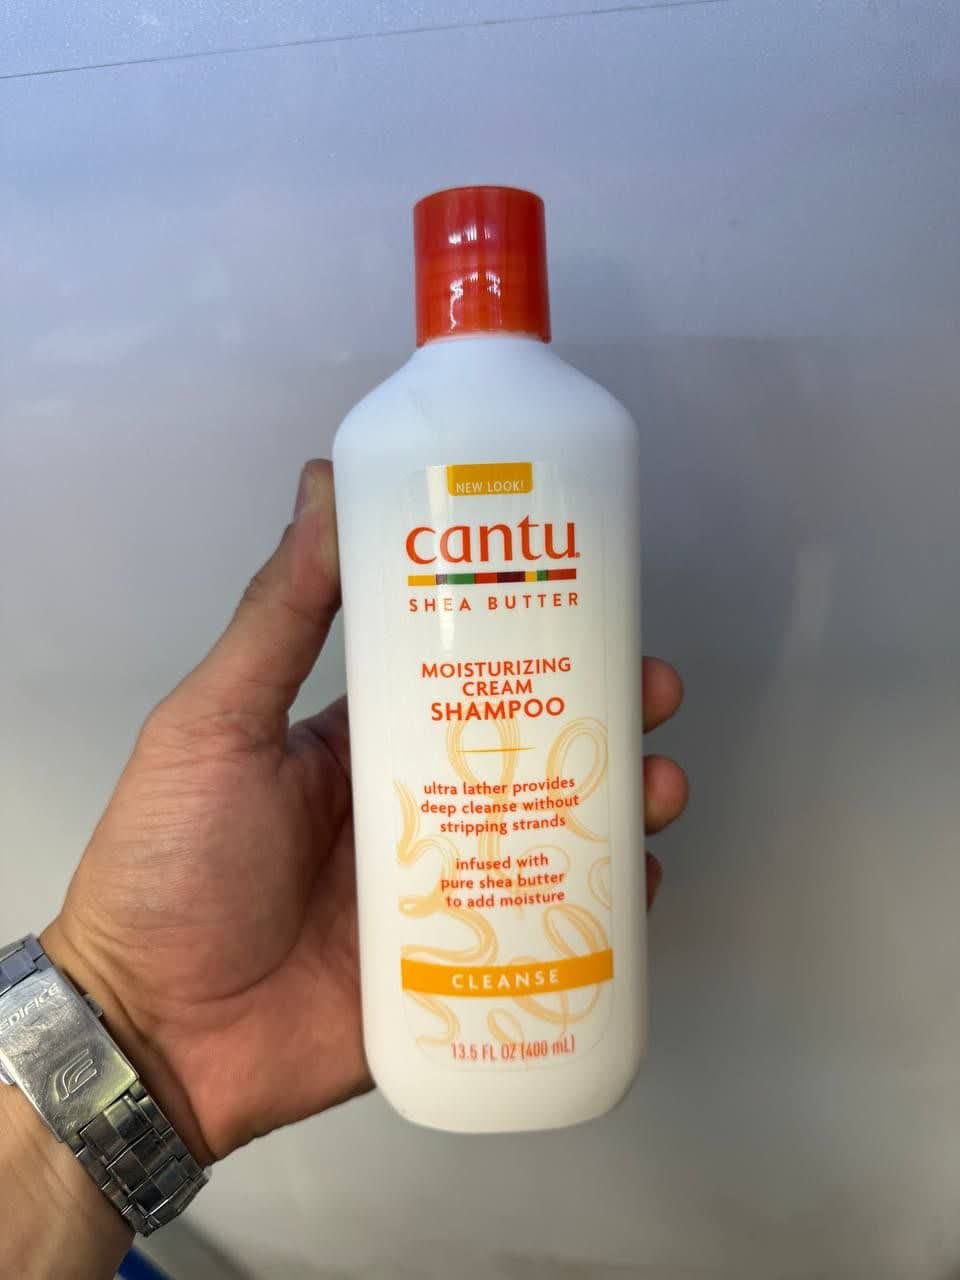 NEW LOOK!
cantu
SHEA BUTTER
MOISTURIZING
CREAM
SHAMPOO
ultra lather provides
deep cleanse without
stripping strands
infused with
pure shea butter
to add moisture
CLEANSE
13.5 FL OZ (400 mL)
EDIFICE